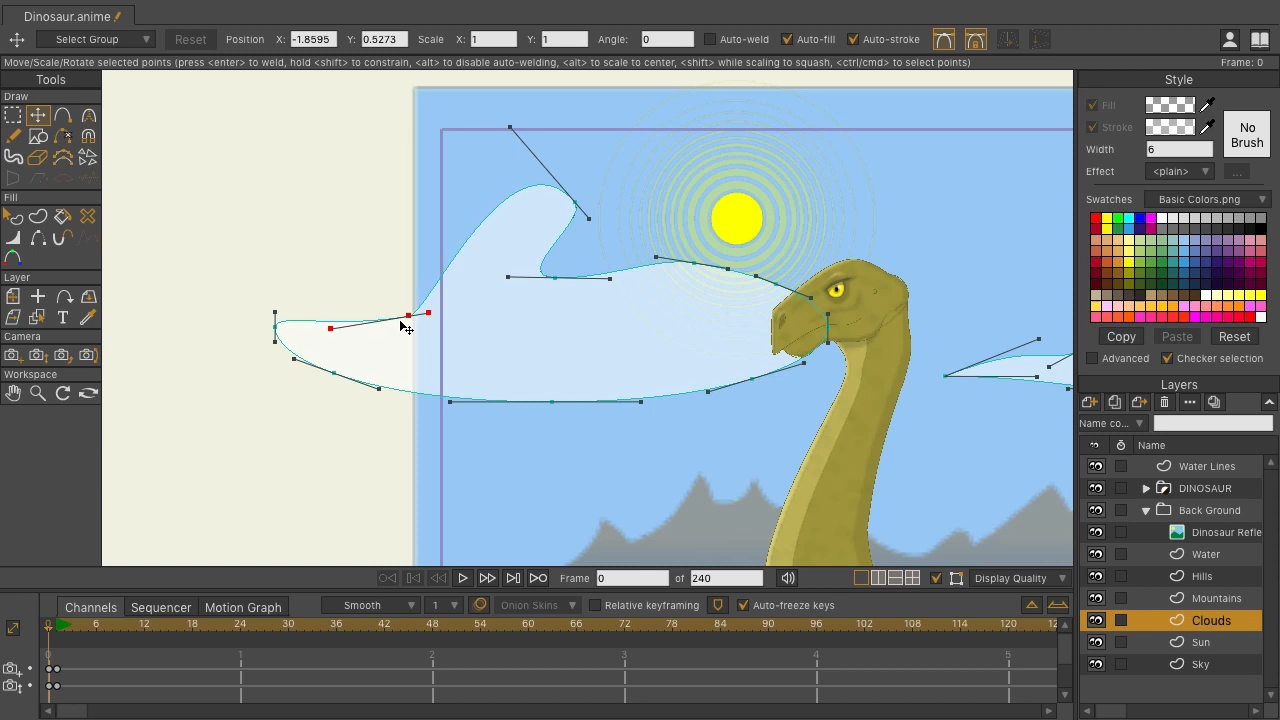 Dinosaur.anime
Select Group Reset Position X: -1.8595 Y: 0.5273 Scale X: 1 Y: 1 Angle: 0 Auto-weld Auto-fill Auto-stroke
Move/Scale/Rotate selected points (press <enter> to weld, hold <shift> to constrain, <alt> to disable auto-welding, <alt> to scale to center, <shift> while scaling to squash, <ctrl/cmd> to select points) Frame: 0
Tools
Draw
Fill
Layer
Camera
Workspace
Style
Fill
Stroke
No Brush
Width 6
Effect <plain> ...
Swatches Basic Colors.png
Copy Paste Reset
Advanced Checker selection
Layers
Name co...
Name
Water Lines
DINOSAUR
Back Ground
Dinosaur Refle
Water
Hills
Mountains
Clouds
Sun
Sky
Frame 0 of 240 Display Quality
Channels Sequencer Motion Graph Smooth 1 Onion Skins Relative keyframing Auto-freeze keys
0 6 12 18 24 30 36 42 48 54 60 66 72 78 84 90 96 102 108 114 120 12
0 1 2 3 4 5